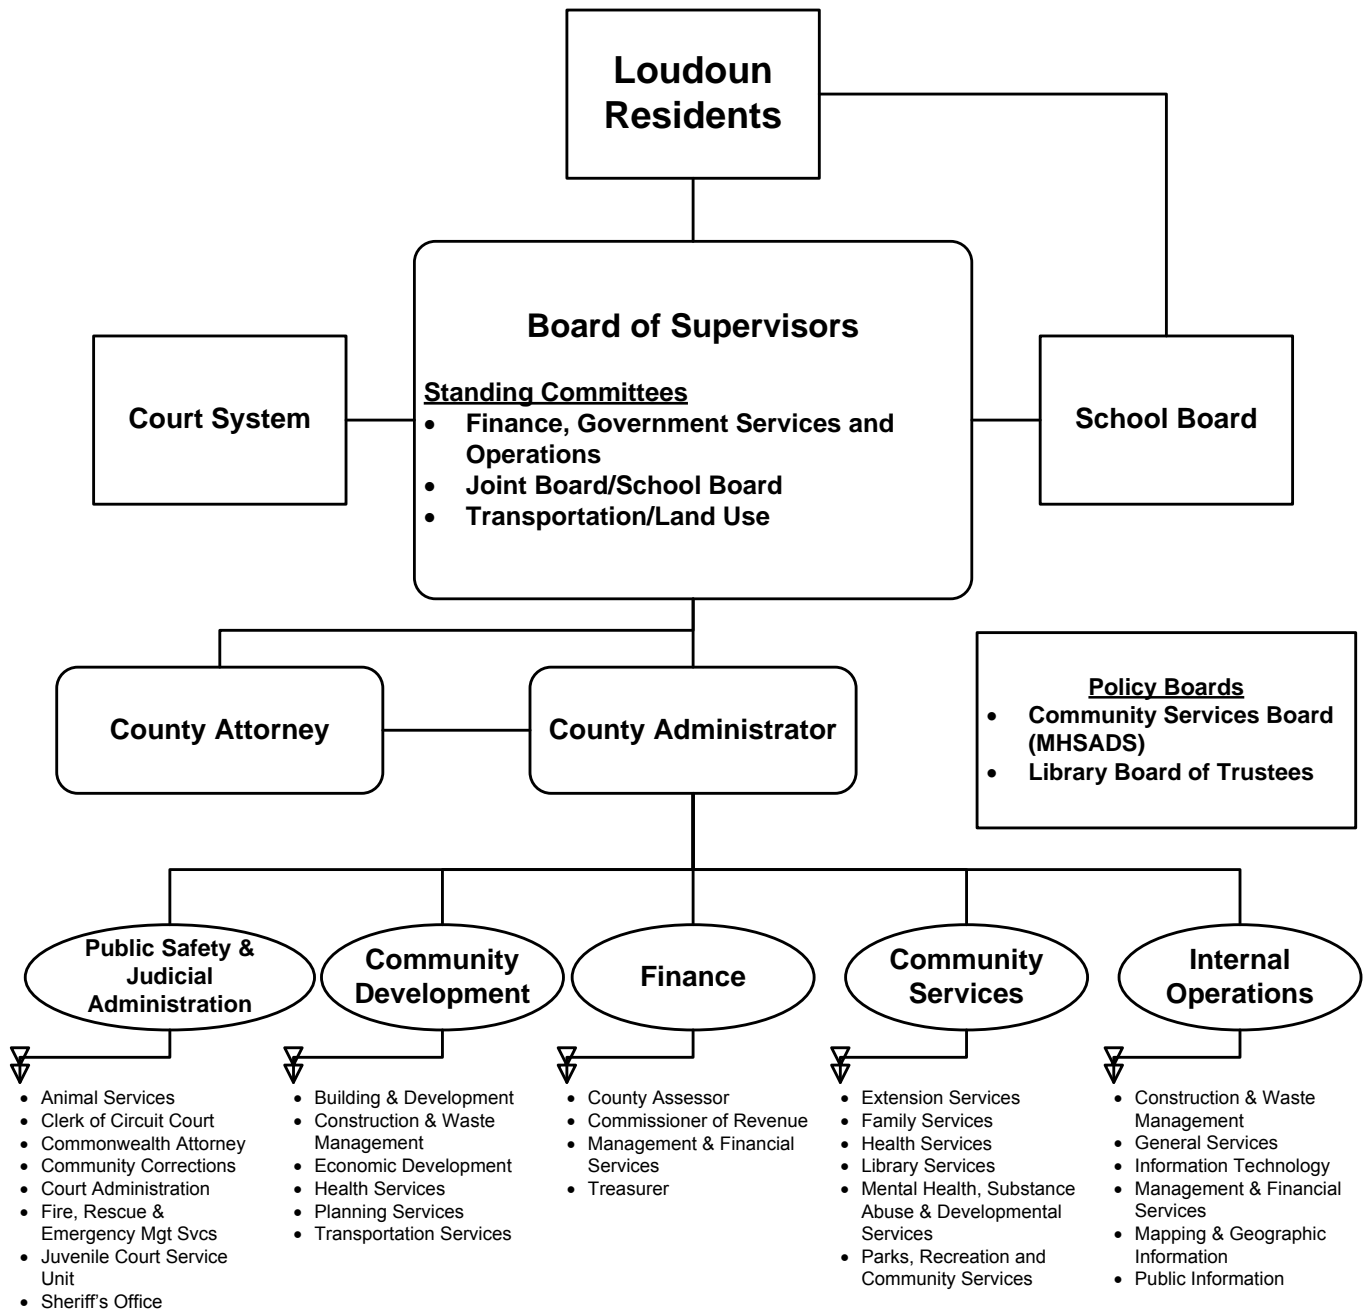 Loudoun
Residents
Board of Supervisors
Standing Committees
• Finance, Government Services and
Operations
• Joint Board/School Board
• Transportation/Land Use
Court System
School Board
County Attorney
County Administrator
Policy Boards
• Community Services Board
(MHSADS)
• Library Board of Trustees
Public Safety &
Judicial
Administration
Community
Development
Finance
Community
Services
Internal
Operations
• Animal Services
• Clerk of Circuit Court
• Commonwealth Attorney
• Community Corrections
• Court Administration
• Fire, Rescue &
Emergency Mgt Svcs
• Juvenile Court Service
Unit
• Sheriff's Office
• Building & Development
• Construction & Waste
Management
• Economic Development
• Health Services
• Planning Services
• Transportation Services
• County Assessor
• Commissioner of Revenue
• Management & Financial
Services
• Treasurer
• Extension Services
• Family Services
• Health Services
• Library Services
• Mental Health, Substance
Abuse & Developmental
Services
• Parks, Recreation and
Community Services
• Construction & Waste
Management
• General Services
• Information Technology
• Management & Financial
Services
• Mapping & Geographic
Information
• Public Information